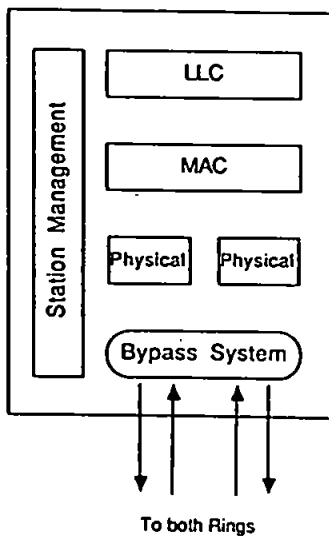 Station Management
LLC
MAC
Physical Physical
Bypass System
To both Rings